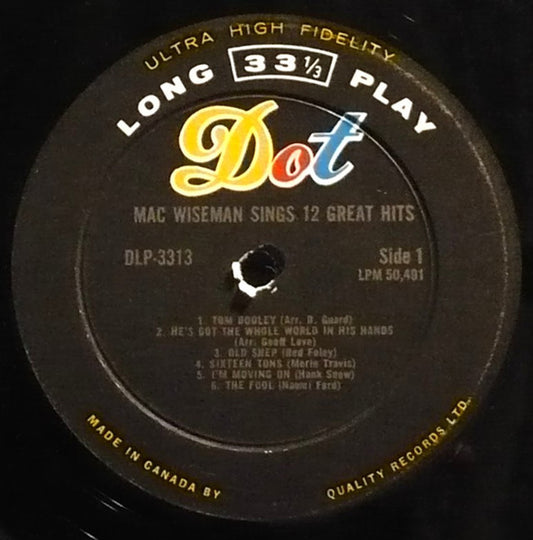 ULTRA HIGH FIDELITY
LONG 33 1/3 PLAY
Dot
MAC WISEMAN SINGS 12 GREAT HITS
DLP-3313 Side 1
LPM 50,491
1. TOM DOOLEY (Arr. D. Guard)
2. HE'S GOT THE WHOLE WORLD IN HIS HANDS
(Arr. Geoff Love)
3. OLD SHEP (Red Foley)
4. SIXTEEN TONS (Merle Travis)
5. I'M MOVING ON (Hank Snow)
6. THE FOOL (Naomi Ford)
MADE IN CANADA BY QUALITY RECORDS LTD.